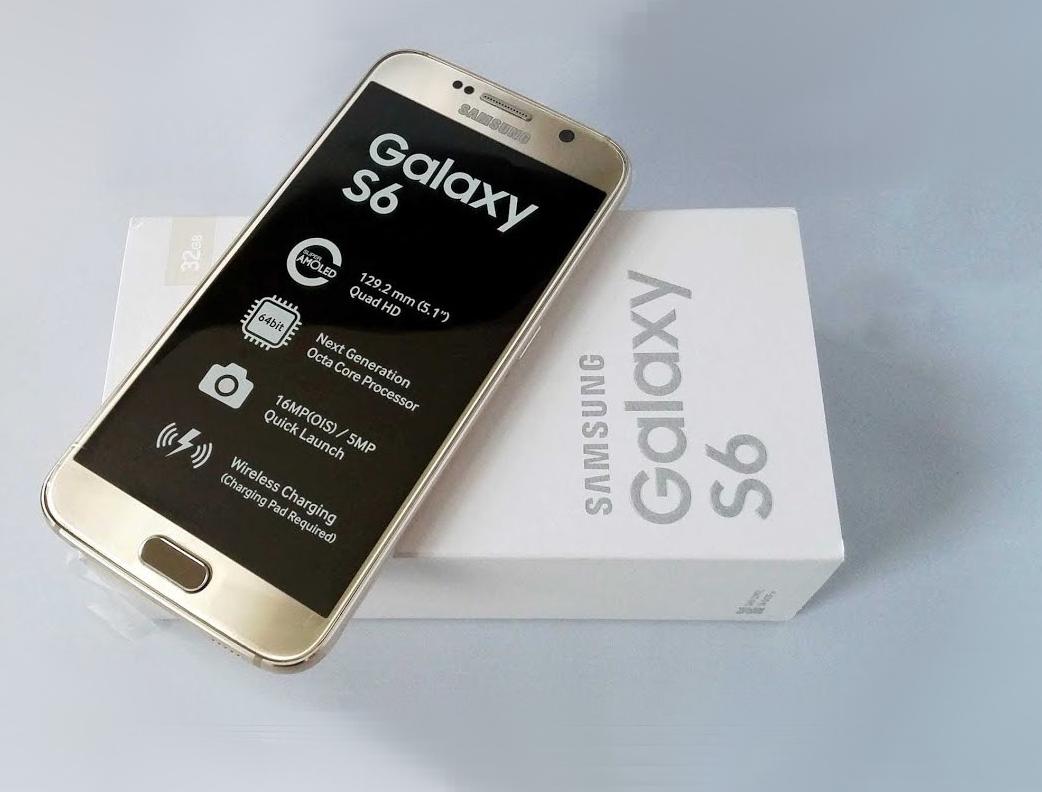 SAMSUNG
Galaxy
S6
SUPER
AMOLED
129.2 mm (5.1")
Quad HD
64bit
Next Generation
Octa Core Processor
16MP(OIS) / 5MP
Quick Launch
Wireless Charging
(Charging Pad Required)
32GB
SAMSUNG
Galaxy
S6